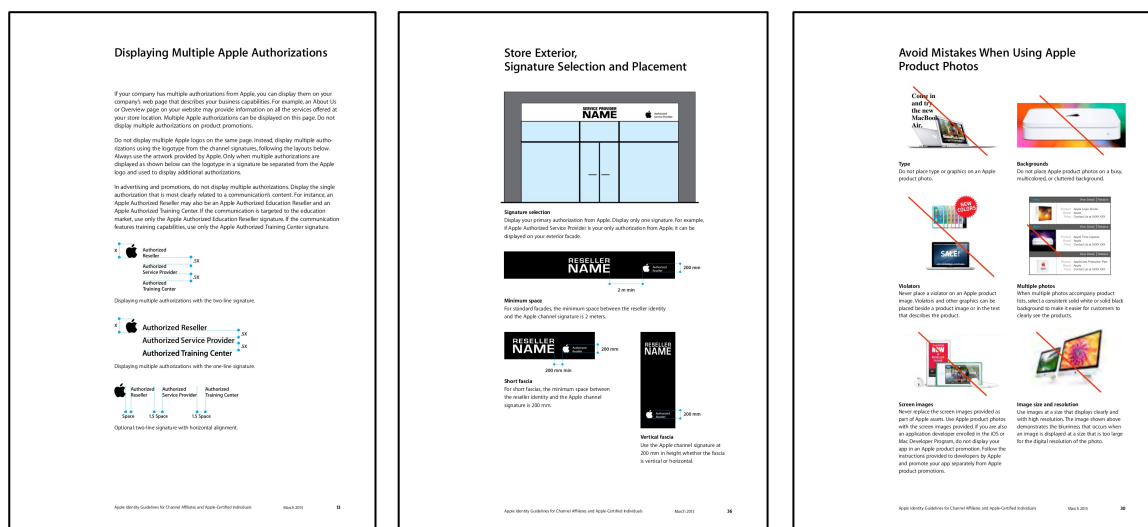 Displaying Multiple Apple Authorizations
If your company has multiple authorizations from Apple, you can display them on your
company's web page that describes your business capabilities. For example, an About Us
or Overview page on your website may provide information on all the services offered at
your store location. Multiple Apple authorizations can be displayed on this page. Do not
display multiple authorizations on product promotions.
Do not display multiple Apple logos on the same page. Instead, display multiple autho-
rizations using the logotype from the channel signatures, following the layouts below.
Always use the artwork provided by Apple. Only when multiple authorizations are
displayed as shown below can the logotype in a signature be separated from the Apple
logo and used to display additional authorizations.
In advertising and promotions, do not display multiple authorizations. Display the single
authorization that is most clearly related to a communication's content. For instance, an
Apple Authorized Reseller may also be an Apple Authorized Education Reseller and an
Apple Authorized Training Center. If the communication is targeted to the education
market, use only the Apple Authorized Education Reseller signature. If the communication
features training capabilities, use only the Apple Authorized Training Center signature.
X
Authorized
Reseller
.5X
Authorized
Service Provider
.5X
Authorized
Training Center
Displaying multiple authorizations with the two-line signature.
X
Authorized Reseller
.5X
Authorized Service Provider
.5X
Authorized Training Center
Displaying multiple authorizations with the one-line signature.
Authorized Authorized Authorized
Reseller Service Provider Training Center
Space 1.5 Space 1.5 Space
Optional two-line signature with horizontal alignment.
Apple Identity Guidelines for Channel Affiliates and Apple-Certified Individuals March 2013 13
Store Exterior,
Signature Selection and Placement
SERVICE PROVIDER
NAME
Authorized
Service Provider
Signature selection
Display your primary authorization from Apple. Display only one signature. For example,
if Apple Authorized Service Provider is your only authorization from Apple, it can be
displayed on your exterior facade.
RESELLER
NAME
Authorized
Reseller
200 mm
2 m min
Minimum space
For standard facades, the minimum space between the reseller identity
and the Apple channel signature is 2 meters.
RESELLER
NAME
Authorized
Reseller
200 mm
200 mm min
Short fascia
For short fascias, the minimum space between
the reseller identity and the Apple channel
signature is 200 mm.
RESELLER
NAME
Authorized
Reseller
200 mm
Vertical fascia
Use the Apple channel signature at
200 mm in height whether the fascia
is vertical or horizontal.
Apple Identity Guidelines for Channel Affiliates and Apple-Certified Individuals March 2013 36
Avoid Mistakes When Using Apple
Product Photos
Come in
and try
the new
MacBook
Air.
Type
Do not place type or graphics on an Apple
product photo.
Backgrounds
Do not place Apple product photos on a busy,
multicolored, or cluttered background.
NEW
COLORS
SALE!
Violators
Never place a violator on an Apple product
image. Violators and other graphics can be
placed beside a product image or in the text
that describes the product.
Multiple photos
When multiple photos accompany product
lists, select a consistent solid white or solid black
background to make it easier for customers to
clearly see the products.
Screen images
Never replace the screen images provided as
part of Apple assets. Use Apple product photos
with the screen images provided. If you are also
an application developer enrolled in the iOS or
Mac Developer Program, do not display your
app in an Apple product promotion. Follow the
instructions provided to developers by Apple
and promote your app separately from Apple
product promotions.
Image size and resolution
Use images at a size that displays clearly and
with high resolution. The image shown above
demonstrates the blurriness that occurs when
an image is displayed at a size that is too large
for the digital resolution of the photo.
Apple Identity Guidelines for Channel Affiliates and Apple-Certified Individuals March 2013 30